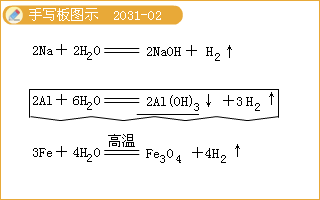 手写板图示 2031-02
2Na + 2H₂O ══ 2NaOH + H₂↑
2Al + 6H₂O ══ 2Al(OH)₃↓ + 3H₂↑
3Fe + 4H₂O ══(高温) Fe₃O₄ + 4H₂↑